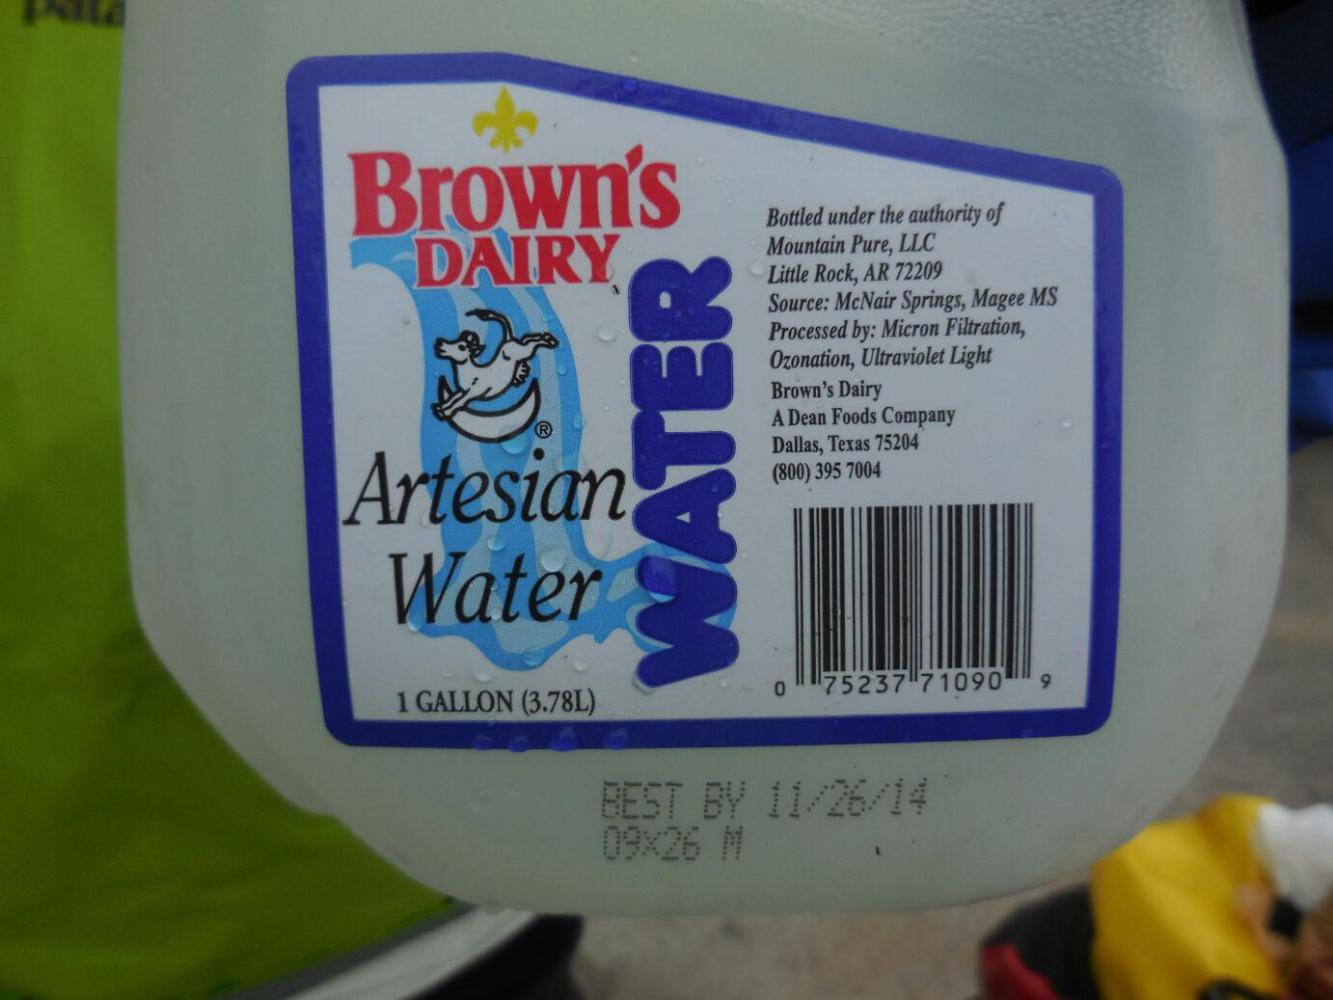 Brown's
DAIRY
®
Artesian
Water
WATER
1 GALLON (3.78L)
Bottled under the authority of
Mountain Pure, LLC
Little Rock, AR 72209
Source: McNair Springs, Magee MS
Processed by: Micron Filtration,
Ozonation, Ultraviolet Light
Brown's Dairy
A Dean Foods Company
Dallas, Texas 75204
(800) 395 7004
0 75237 71090 9
BEST BY 11/26/14
09X26 M